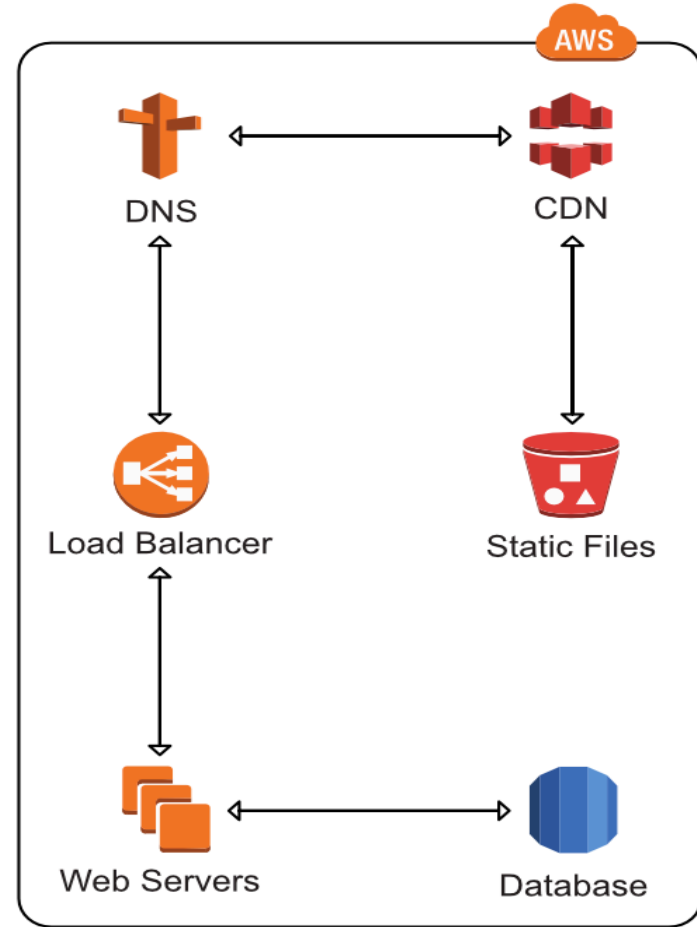 AWS
DNS
CDN
Load Balancer
Static Files
Web Servers
Database